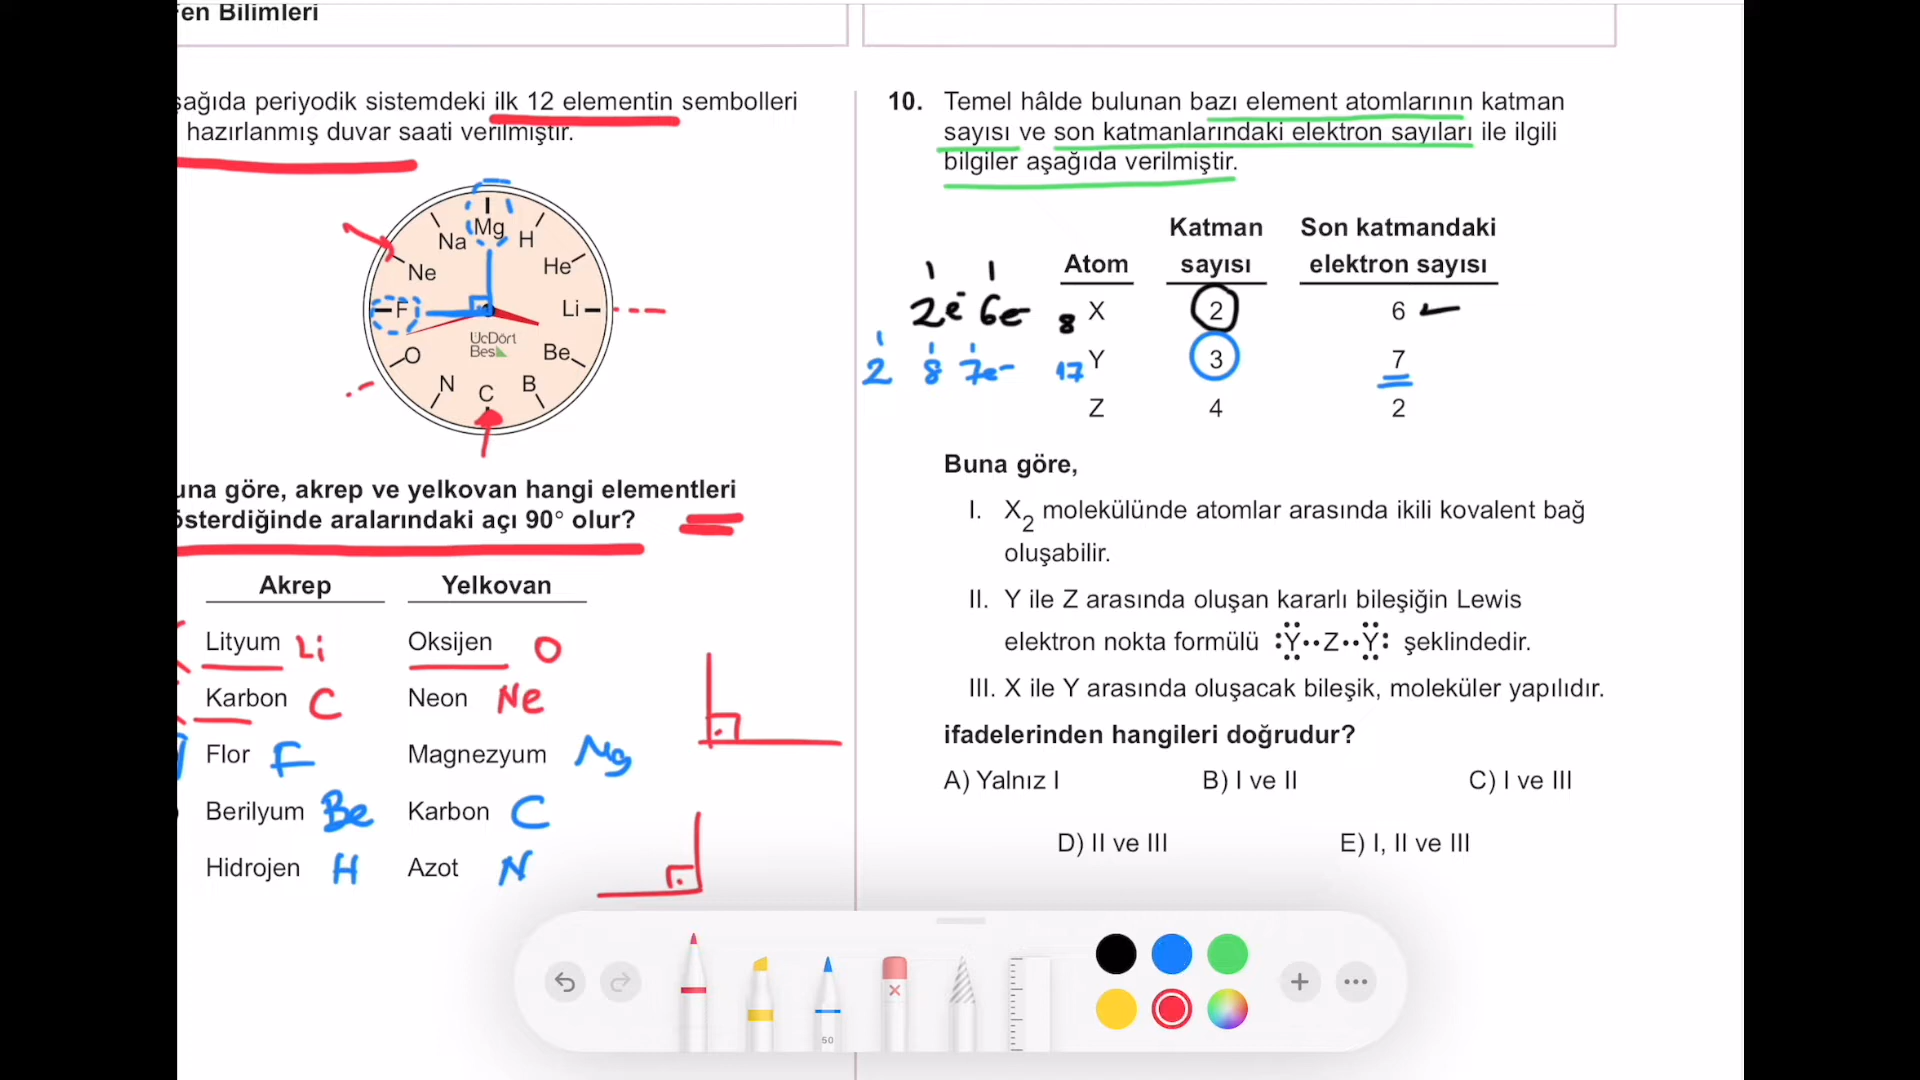 Fen Bilimleri
şağıda periyodik sistemdeki ilk 12 elementin sembolleri
hazırlanmış duvar saati verilmiştir.
Mg
Na
H
Ne
He
F
Li
ÜcDört
Bes
O
Be
N
B
C
una göre, akrep ve yelkovan hangi elementleri
österdiğinde aralarındaki açı 90° olur?
Akrep Yelkovan
Lityum Li Oksijen O
Karbon C Neon Ne
Flor F Magnezyum Mg
Berilyum Be Karbon C
Hidrojen H Azot N
10. Temel hâlde bulunan bazı element atomlarının katman
sayısı ve son katmanlarındaki elektron sayıları ile ilgili
bilgiler aşağıda verilmiştir.
Katman Son katmandaki
Atom sayısı elektron sayısı
2e⁻ 6e⁻ 8 X 2 6
2 8 7e⁻ 17 Y 3 7
Z 4 2
Buna göre,
I. X₂ molekülünde atomlar arasında ikili kovalent bağ
oluşabilir.
II. Y ile Z arasında oluşan kararlı bileşiğin Lewis
elektron nokta formülü :Y··Z··Y: şeklindedir.
III. X ile Y arasında oluşacak bileşik, moleküler yapılıdır.
ifadelerinden hangileri doğrudur?
A) Yalnız I B) I ve II C) I ve III
D) II ve III E) I, II ve III
50